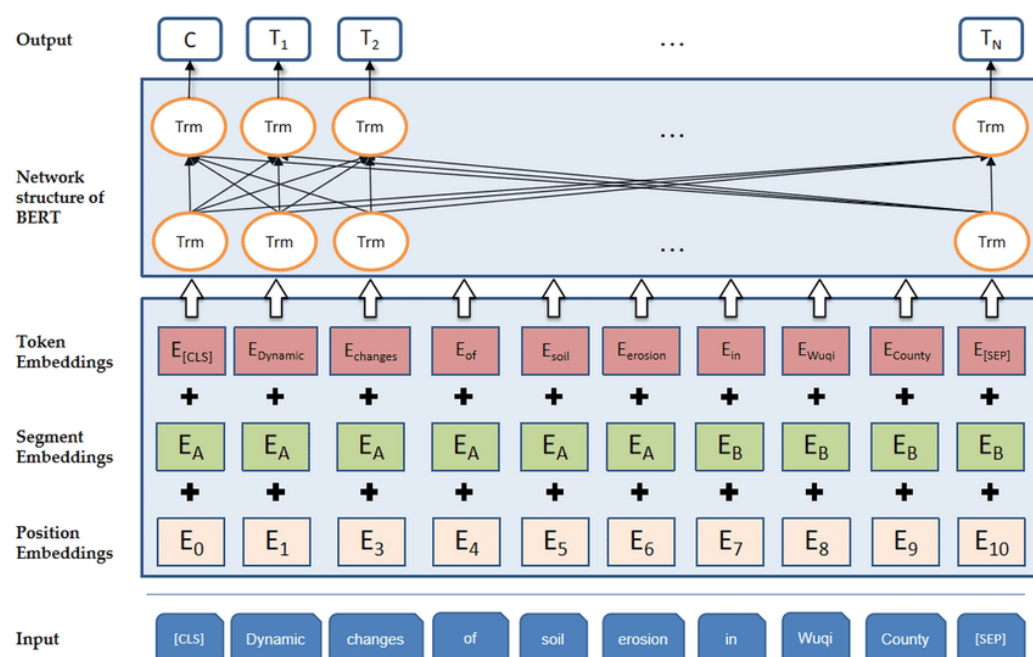 Output C T1 T2 ... TN
Trm Trm Trm ... Trm
Network
structure of
BERT
Trm Trm Trm ... Trm
Token
Embeddings
E[CLS] EDynamic Echanges Eof Esoil Eerosion Ein EWuqi ECounty E[SEP]
+ + + + + + + + + +
Segment
Embeddings
EA EA EA EA EA EA EB EB EB EB
+ + + + + + + + + +
Position
Embeddings
E0 E1 E3 E4 E5 E6 E7 E8 E9 E10
Input [CLS] Dynamic changes of soil erosion in Wuqi County [SEP]